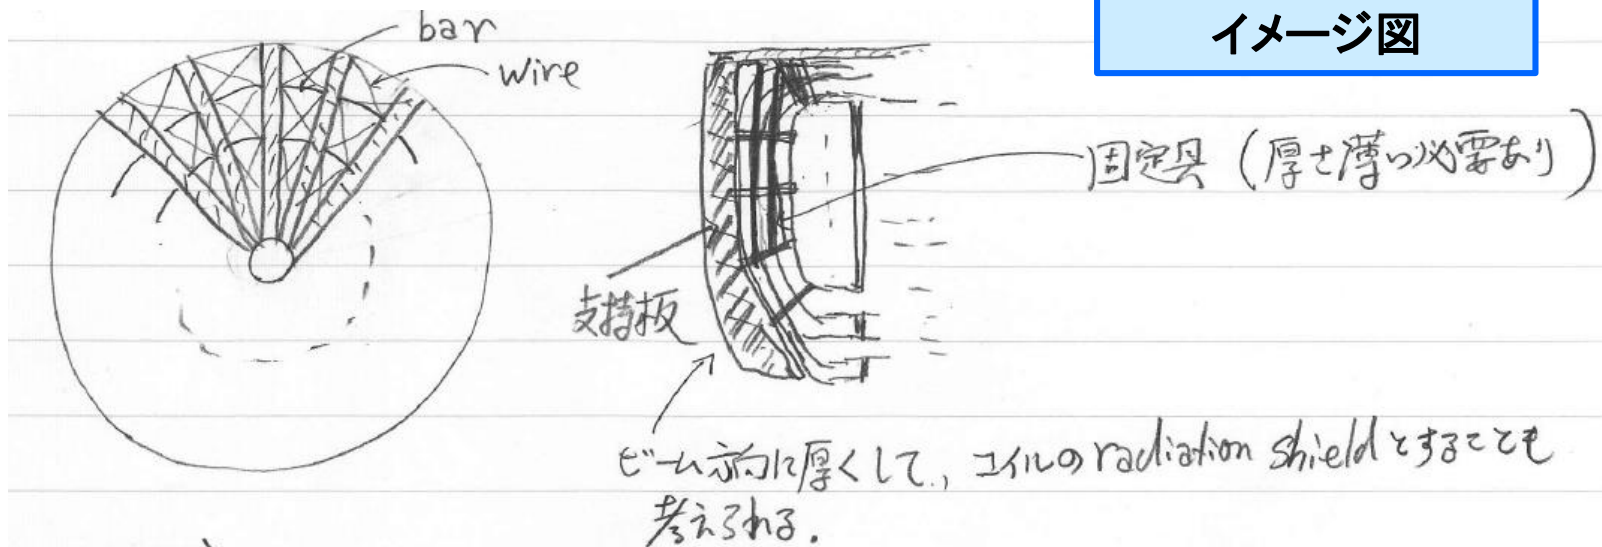 イメージ図
bar
wire
固定具（厚さ薄い必要あり）
支持板
ビーム方向に厚くして、コイルのradiation shieldとすることも
考えられる.